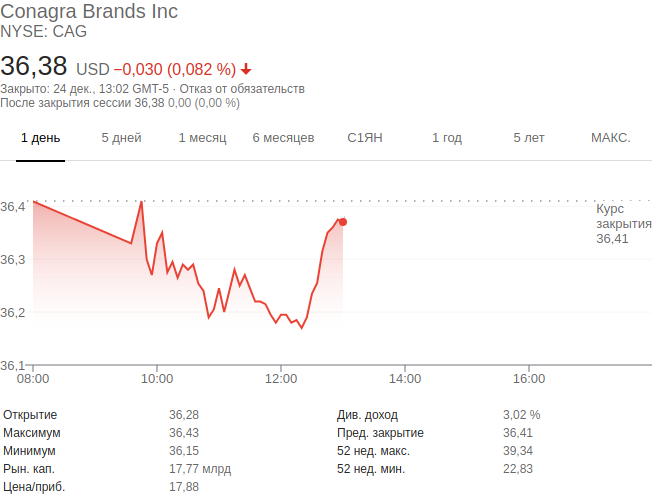 Conagra Brands Inc
NYSE: CAG
36,38 USD −0,030 (0,082 %)
Закрыто: 24 дек., 13:02 GMT-5 · Отказ от обязательств
После закрытия сессии 36,38 0,00 (0,00 %)
1 день 5 дней 1 месяц 6 месяцев С1ЯН 1 год 5 лет МАКС.
36,4
36,3
36,2
36,1
Курс
закрытия
36,41
08:00 10:00 12:00 14:00 16:00
Открытие 36,28 Див. доход 3,02 %
Максимум 36,43 Пред. закрытие 36,41
Минимум 36,15 52 нед. макс. 39,34
Рын. кап. 17,77 млрд 52 нед. мин. 22,83
Цена/приб. 17,88